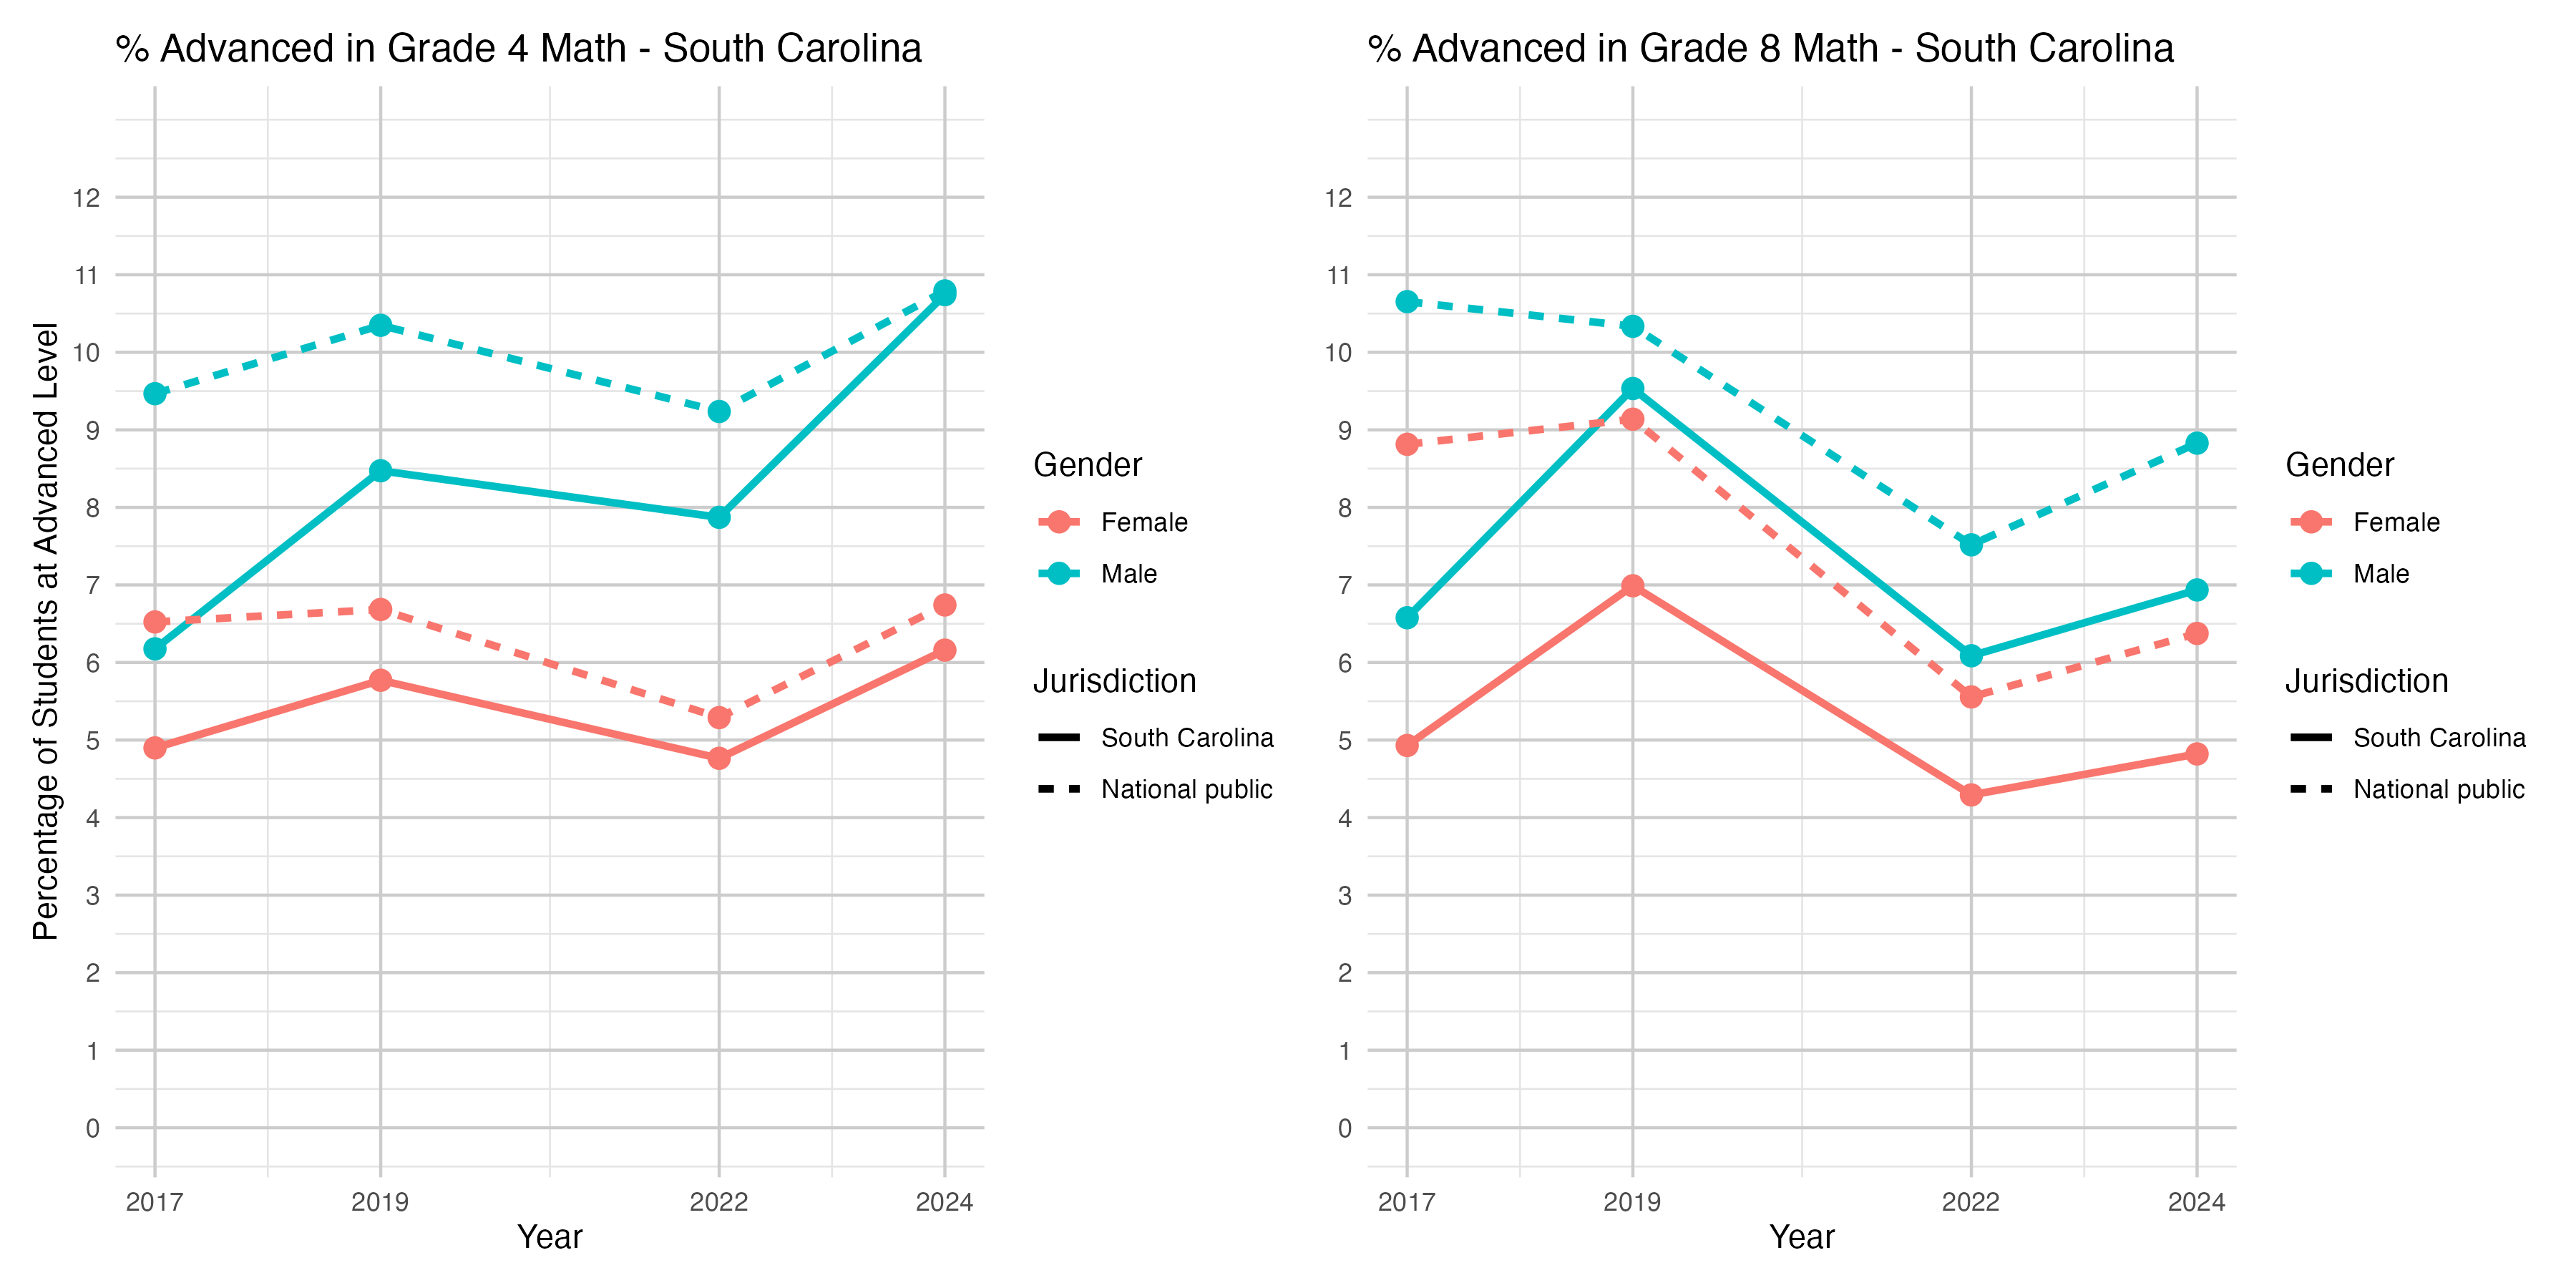 % Advanced in Grade 4 Math - South Carolina
Percentage of Students at Advanced Level
12
11
10
9
8
7
6
5
4
3
2
1
0
2017 2019 2022 2024
Year
Gender
Female
Male
Jurisdiction
South Carolina
National public
% Advanced in Grade 8 Math - South Carolina
12
11
10
9
8
7
6
5
4
3
2
1
0
2017 2019 2022 2024
Year
Gender
Female
Male
Jurisdiction
South Carolina
National public